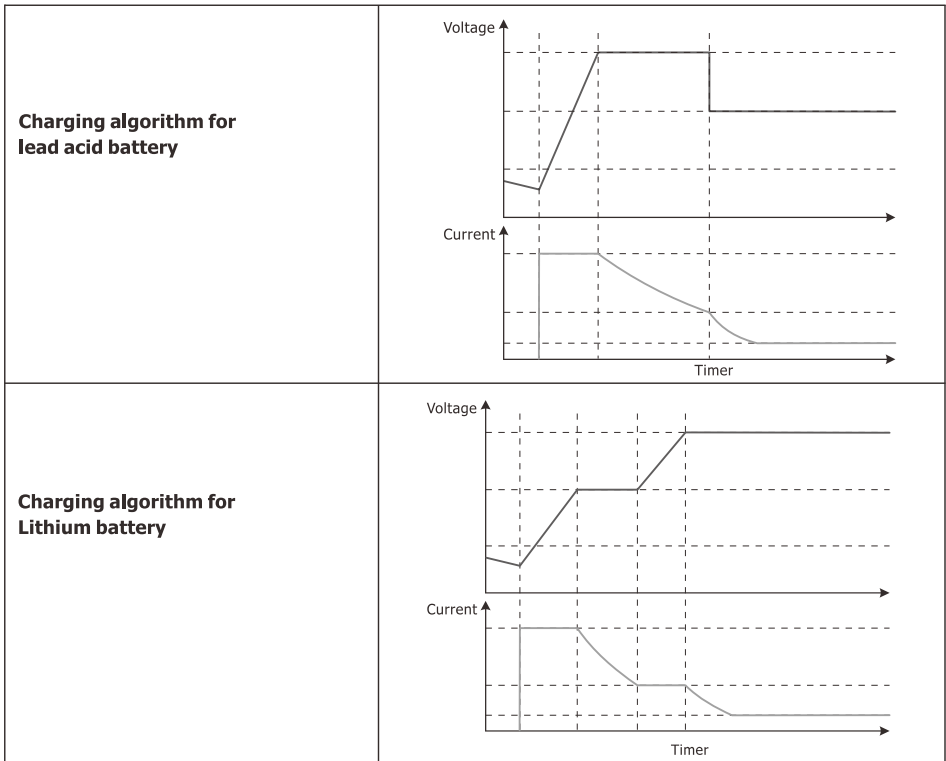 Charging algorithm for
lead acid battery
Voltage
Current
Timer
Charging algorithm for
Lithium battery
Voltage
Current
Timer